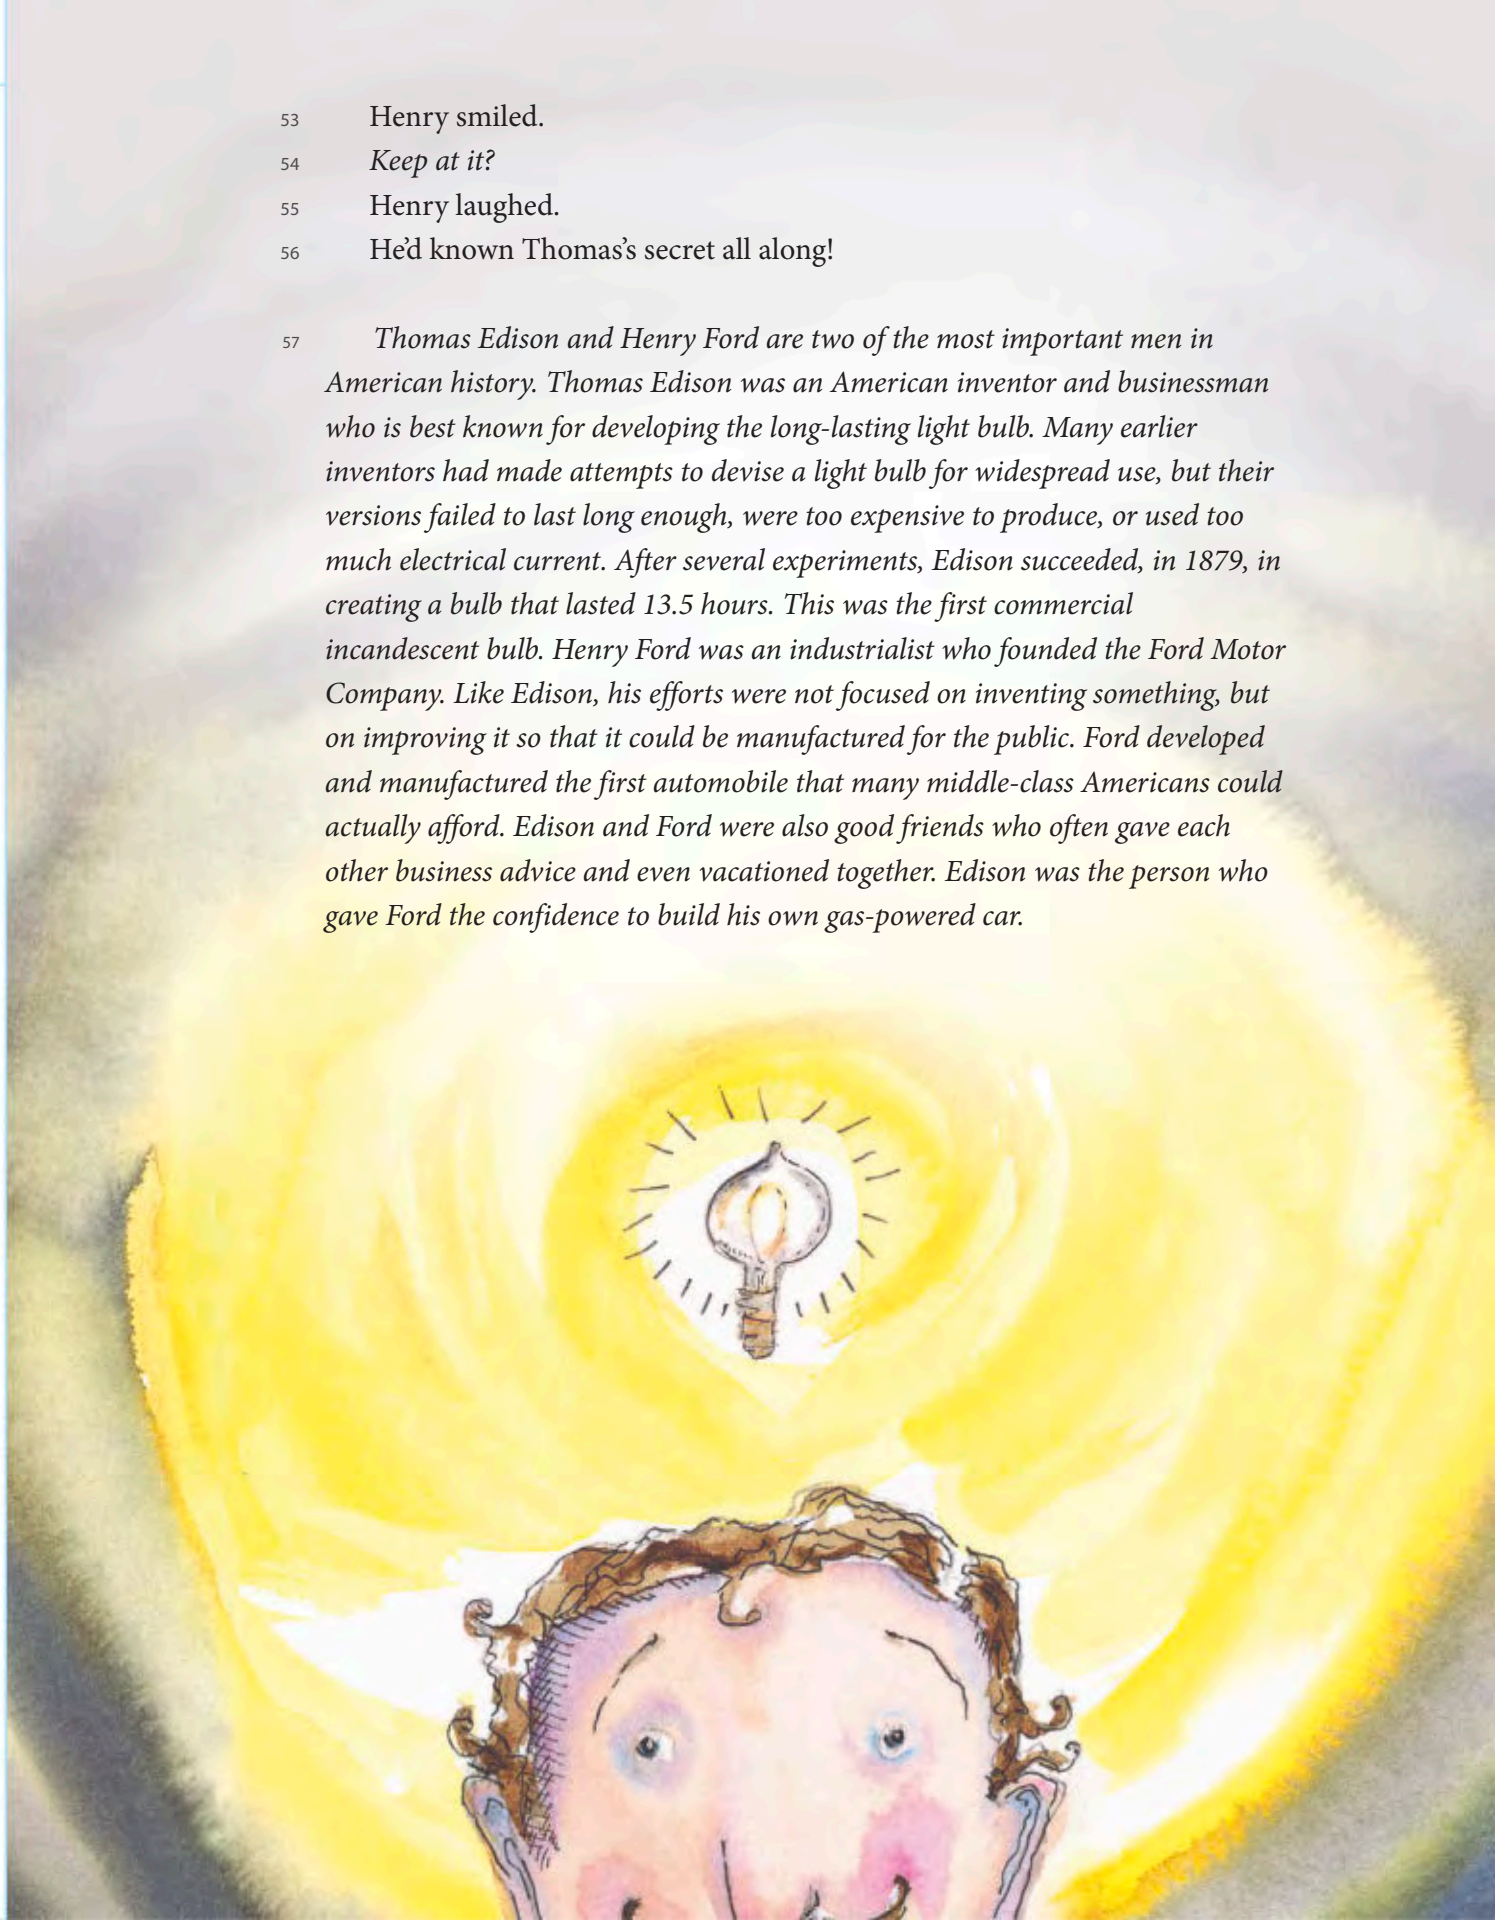 53 Henry smiled.
54 Keep at it?
55 Henry laughed.
56 He’d known Thomas’s secret all along!
57 Thomas Edison and Henry Ford are two of the most important men in
American history. Thomas Edison was an American inventor and businessman
who is best known for developing the long-lasting light bulb. Many earlier
inventors had made attempts to devise a light bulb for widespread use, but their
versions failed to last long enough, were too expensive to produce, or used too
much electrical current. After several experiments, Edison succeeded, in 1879, in
creating a bulb that lasted 13.5 hours. This was the first commercial
incandescent bulb. Henry Ford was an industrialist who founded the Ford Motor
Company. Like Edison, his efforts were not focused on inventing something, but
on improving it so that it could be manufactured for the public. Ford developed
and manufactured the first automobile that many middle-class Americans could
actually afford. Edison and Ford were also good friends who often gave each
other business advice and even vacationed together. Edison was the person who
gave Ford the confidence to build his own gas-powered car.